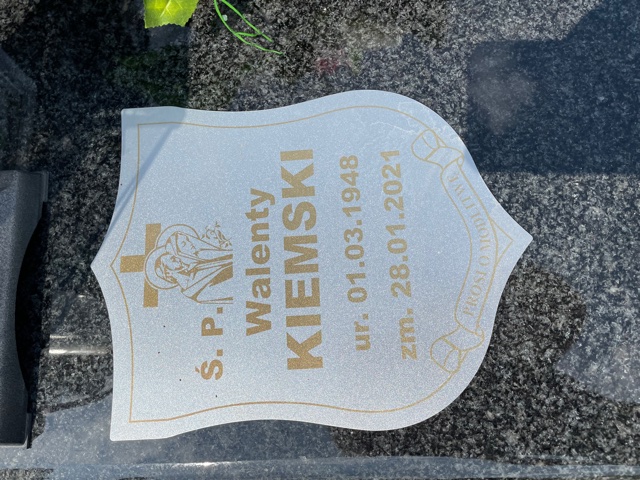 Ś. P.
Walenty
KIEMSKI
ur. 01.03.1948
zm. 28.01.2021
PROSI O MODLITWĘ